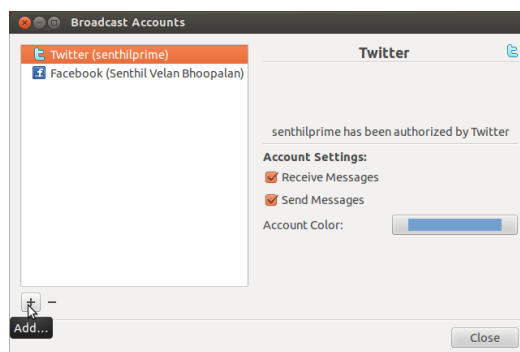 Broadcast Accounts
Twitter (senthilprime)
Facebook (Senthil Velan Bhoopalan)
Twitter
senthilprime has been authorized by Twitter
Account Settings:
Receive Messages
Send Messages
Account Color:
Add...
Close